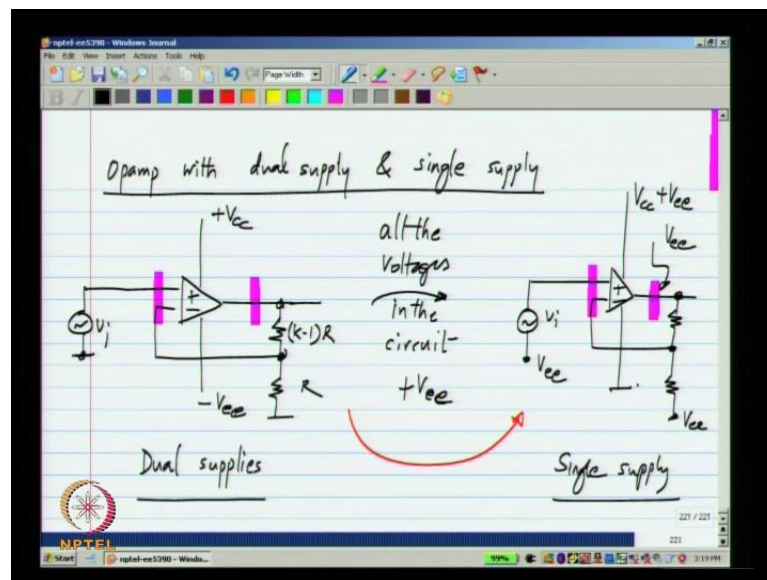 nptel-ee5390 - Windows Journal
File Edit View Insert Actions Tools Help
Page Width
B I
Opamp with dual supply & single supply
+Vcc
Vi
(K-1)R
R
-Vee
Dual supplies
all the
voltages
in the
circuit
+Vee
Vcc+Vee
Vee
Vi
Vee
Vee
Single supply
221 / 221
221
NPTEL
Start
nptel-ee5390 - Windo...
99%
3:19 PM